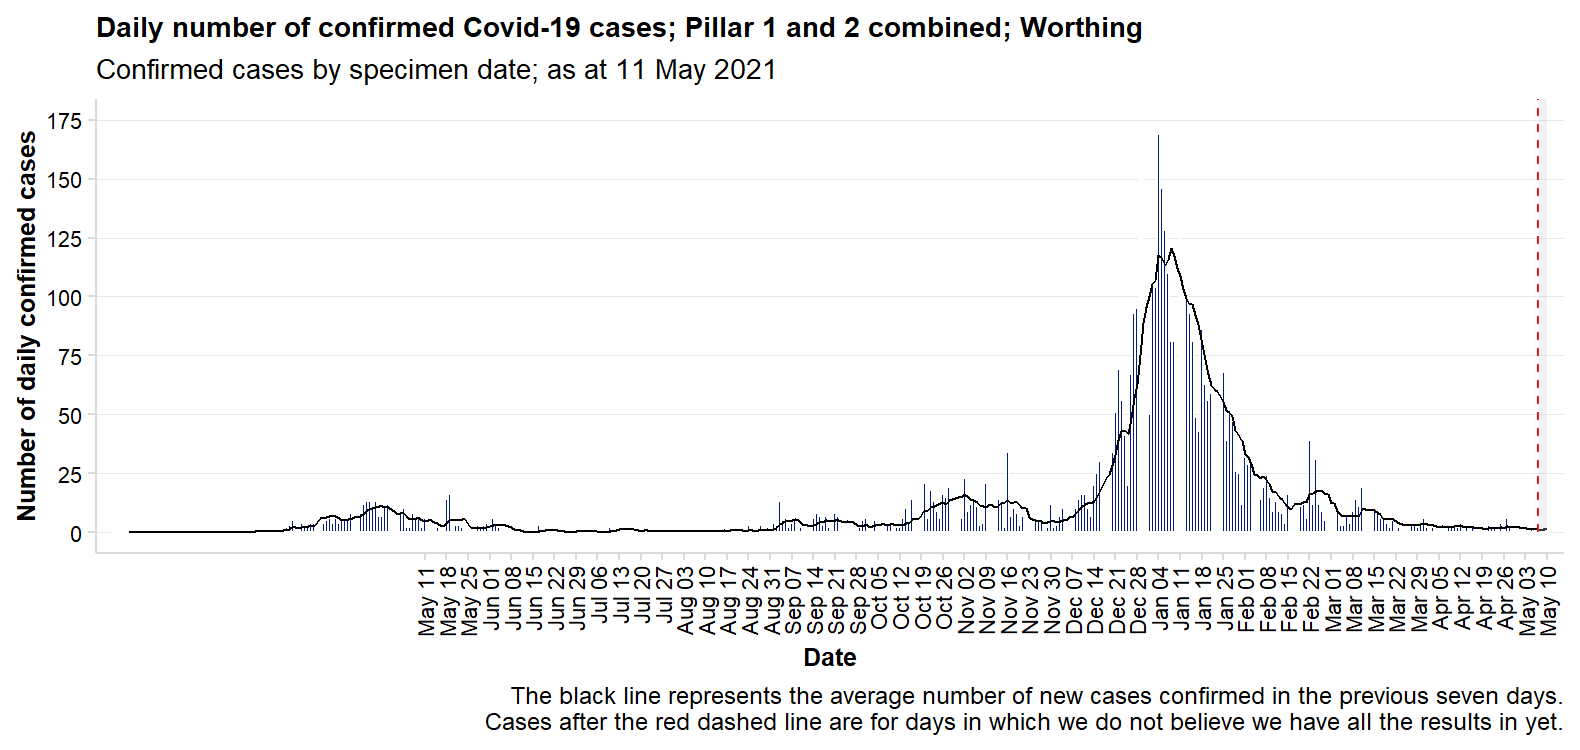 Daily number of confirmed Covid-19 cases; Pillar 1 and 2 combined; Worthing
Confirmed cases by specimen date; as at 11 May 2021
Number of daily confirmed cases
175
150
125
100
75
50
25
0
May 11
May 18
May 25
Jun 01
Jun 08
Jun 15
Jun 22
Jun 29
Jul 06
Jul 13
Jul 20
Jul 27
Aug 03
Aug 10
Aug 17
Aug 24
Aug 31
Sep 07
Sep 14
Sep 21
Sep 28
Oct 05
Oct 12
Oct 19
Oct 26
Nov 02
Nov 09
Nov 16
Nov 23
Nov 30
Dec 07
Dec 14
Dec 21
Dec 28
Jan 04
Jan 11
Jan 18
Jan 25
Feb 01
Feb 08
Feb 15
Feb 22
Mar 01
Mar 08
Mar 15
Mar 22
Mar 29
Apr 05
Apr 12
Apr 19
Apr 26
May 03
May 10
Date
The black line represents the average number of new cases confirmed in the previous seven days.
Cases after the red dashed line are for days in which we do not believe we have all the results in yet.